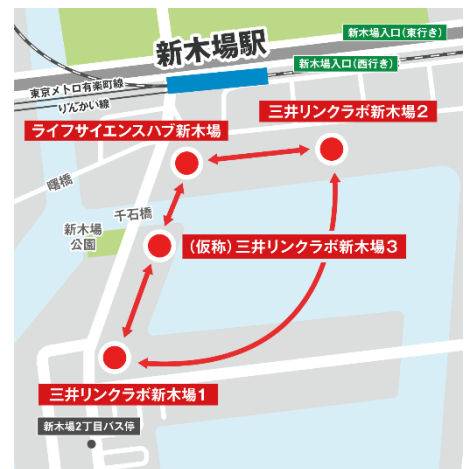 新木場駅
新木場入口(東行き)
新木場入口(西行き)
東京メトロ有楽町線
りんかい線
三井リンクラボ新木場2
ライフサイエンスハブ新木場
曙橋
千石橋
新木場
公園
(仮称)三井リンクラボ新木場3
三井リンクラボ新木場1
新木場2丁目バス停